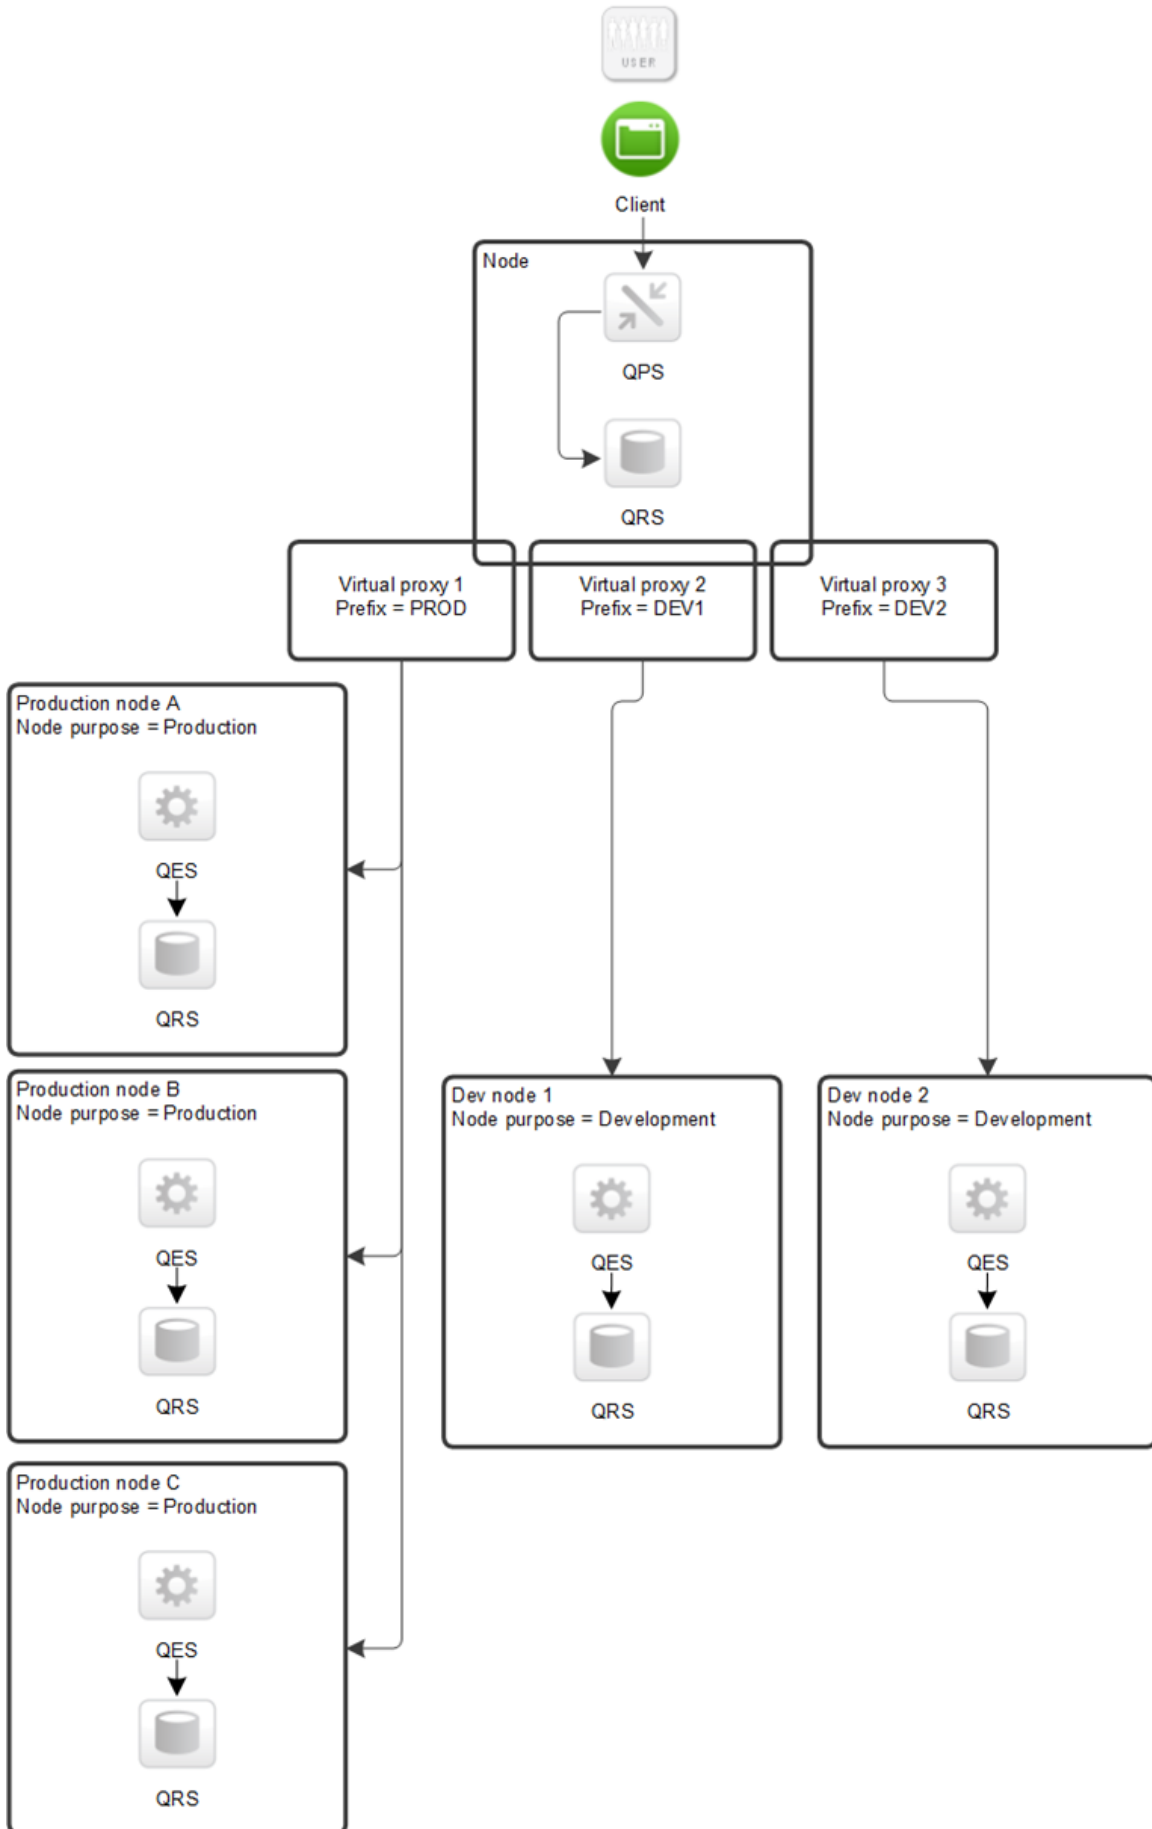 USER
Client
Node
QPS
QRS
Virtual proxy 1
Prefix = PROD
Virtual proxy 2
Prefix = DEV1
Virtual proxy 3
Prefix = DEV2
Production node A
Node purpose = Production
QES
QRS
Production node B
Node purpose = Production
QES
QRS
Production node C
Node purpose = Production
QES
QRS
Dev node 1
Node purpose = Development
QES
QRS
Dev node 2
Node purpose = Development
QES
QRS